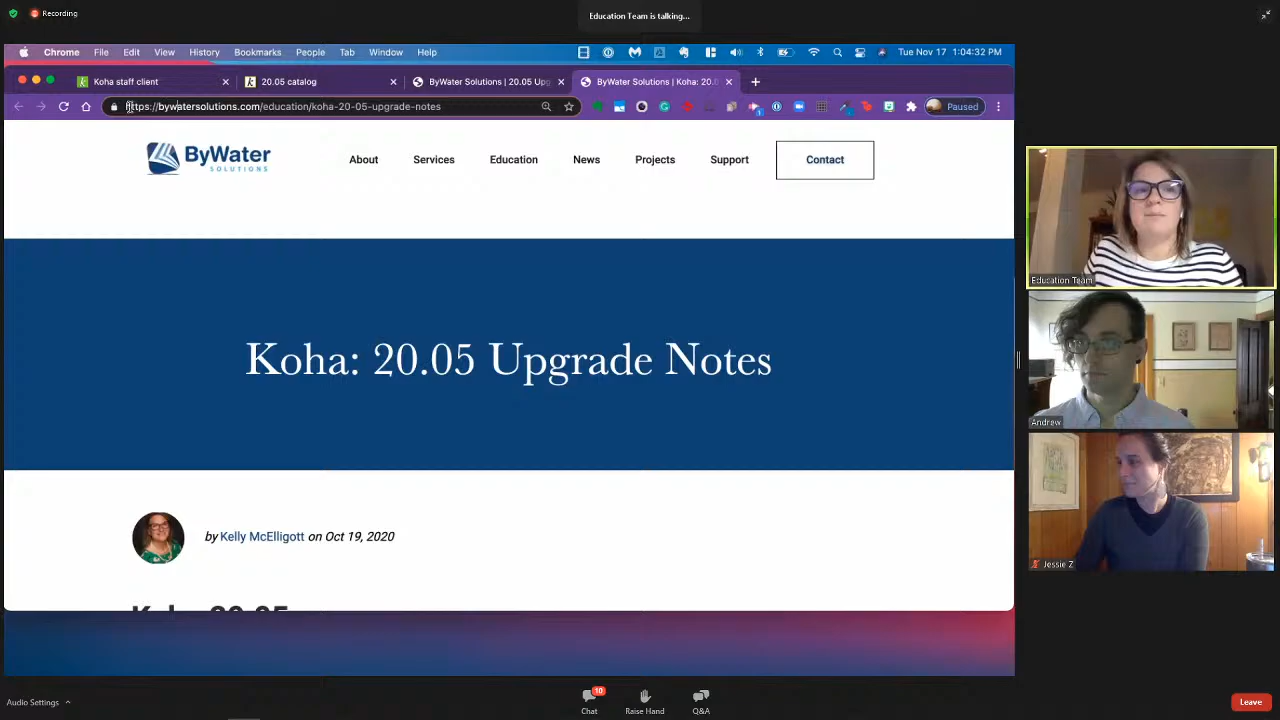 Recording
Education Team is talking...
Chrome File Edit View History Bookmarks People Tab Window Help
Tue Nov 17 1:04:32 PM
Koha staff client
20.05 catalog
ByWater Solutions | 20.05 Upg
ByWater Solutions | Koha: 20.0
https://bywatersolutions.com/education/koha-20-05-upgrade-notes
Paused
ByWater
SOLUTIONS
About Services Education News Projects Support Contact
Koha: 20.05 Upgrade Notes
by Kelly McElligott on Oct 19, 2020
Koha 20.05
Education Team
Andrew
Jessie Z
Audio Settings
10
Chat
Raise Hand
Q&A
Leave